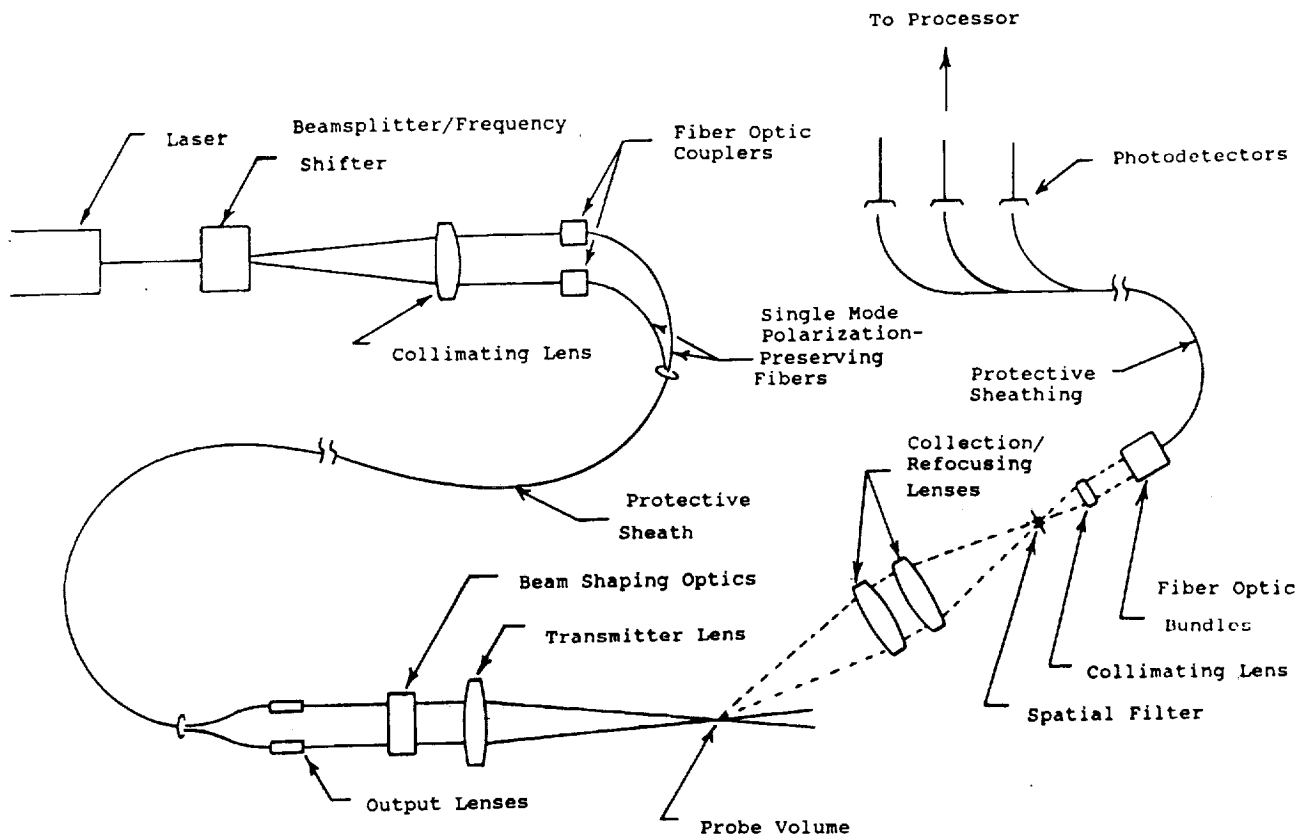 To Processor
Laser
Beamsplitter/Frequency
Shifter
Fiber Optic
Couplers
Photodetectors
Collimating Lens
Single Mode
Polarization-
Preserving
Fibers
Protective
Sheathing
Collection/
Refocusing
Lenses
Protective
Sheath
Beam Shaping Optics
Transmitter Lens
Fiber Optic
Bundles
Collimating Lens
Spatial Filter
Output Lenses
Probe Volume